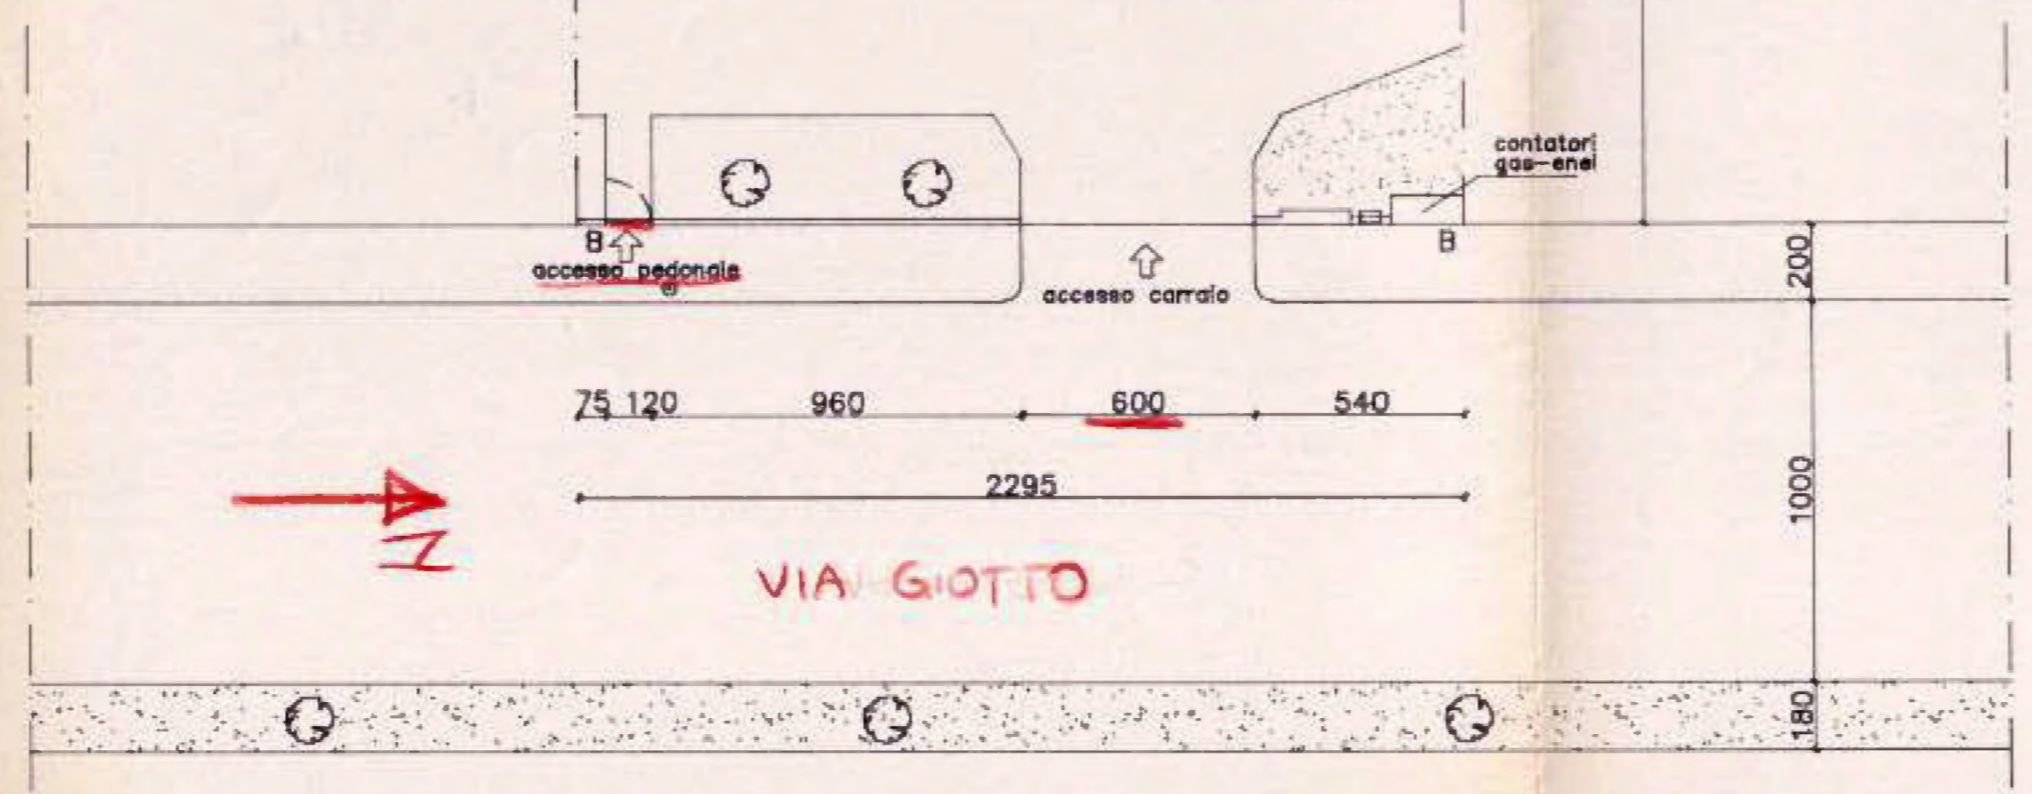 contatori
gas-enel
B
B
accesso pedonale
accesso carraio
200
75 120 960 600 540
2295
1000
N
VIA GIOTTO
180